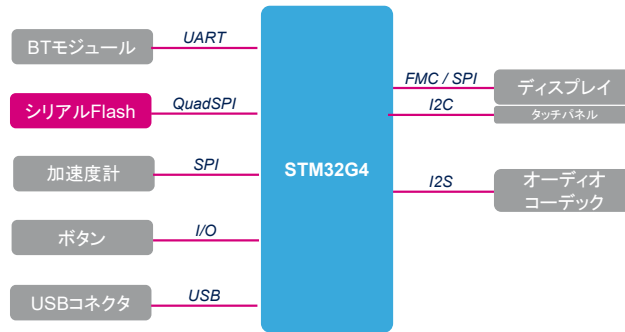 BTモジュール
UART
シリアルFlash
QuadSPI
加速度計
SPI
ボタン
I/O
USBコネクタ
USB
STM32G4
FMC / SPI
ディスプレイ
I2C
タッチパネル
I2S
オーディオ
コーデック